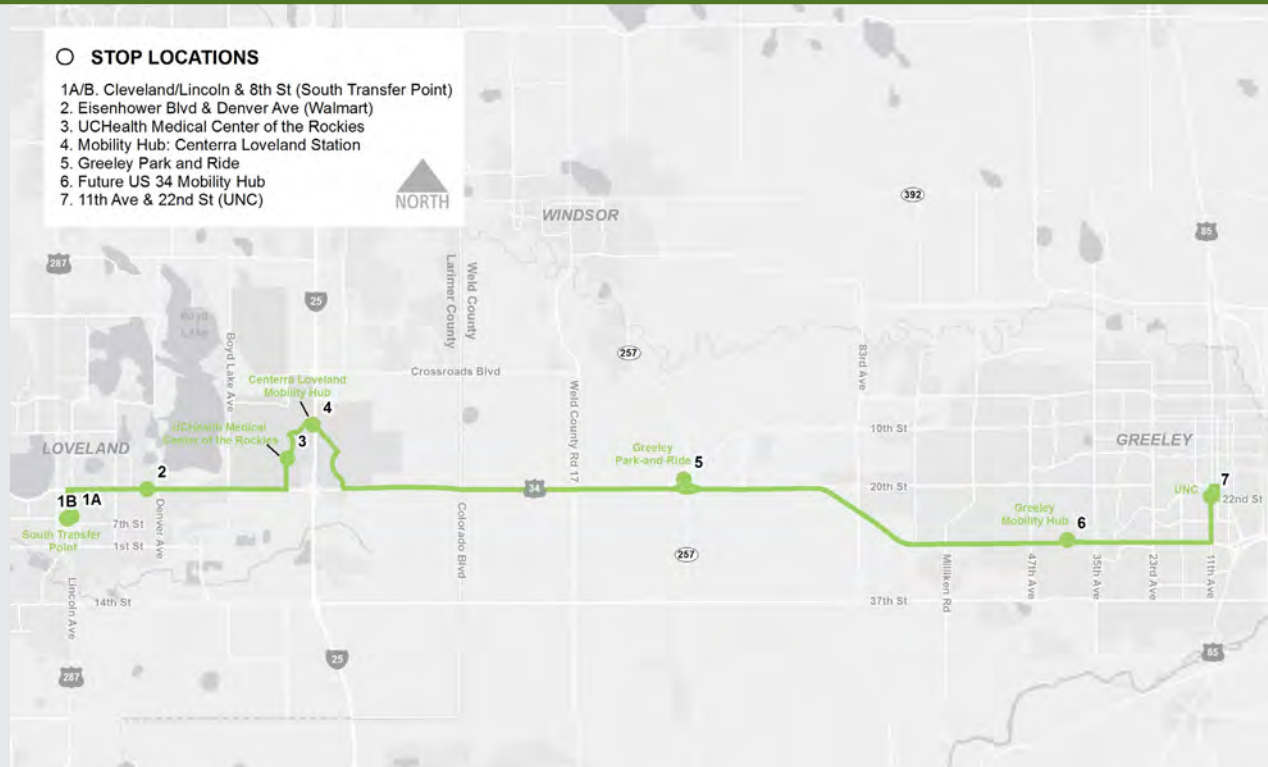 STOP LOCATIONS
1A/B. Cleveland/Lincoln & 8th St (South Transfer Point)
2. Eisenhower Blvd & Denver Ave (Walmart)
3. UCHealth Medical Center of the Rockies
4. Mobility Hub: Centerra Loveland Station
5. Greeley Park and Ride
6. Future US 34 Mobility Hub
7. 11th Ave & 22nd St (UNC)
NORTH
WINDSOR
392
85
287
25
Larimer County
Weld County
Boyd
Lake
Boyd Lake Ave
257
83rd Ave
Crossroads Blvd
Centerra Loveland
Mobility Hub
4
Weld County Rd 17
UCHealth Medical
Center of the Rockies
3
10th St
GREELEY
LOVELAND
Greeley
Park-and-Ride
5
2
34
20th St
7
UNC
22nd St
1B
1A
7th St
South Transfer
Point
1st St
Denver Ave
Colorado Blvd
Greeley
Mobility Hub
6
257
Milliken Rd
47th Ave
35th Ave
23rd Ave
11th Ave
Lincoln Ave
14th St
37th St
25
85
287